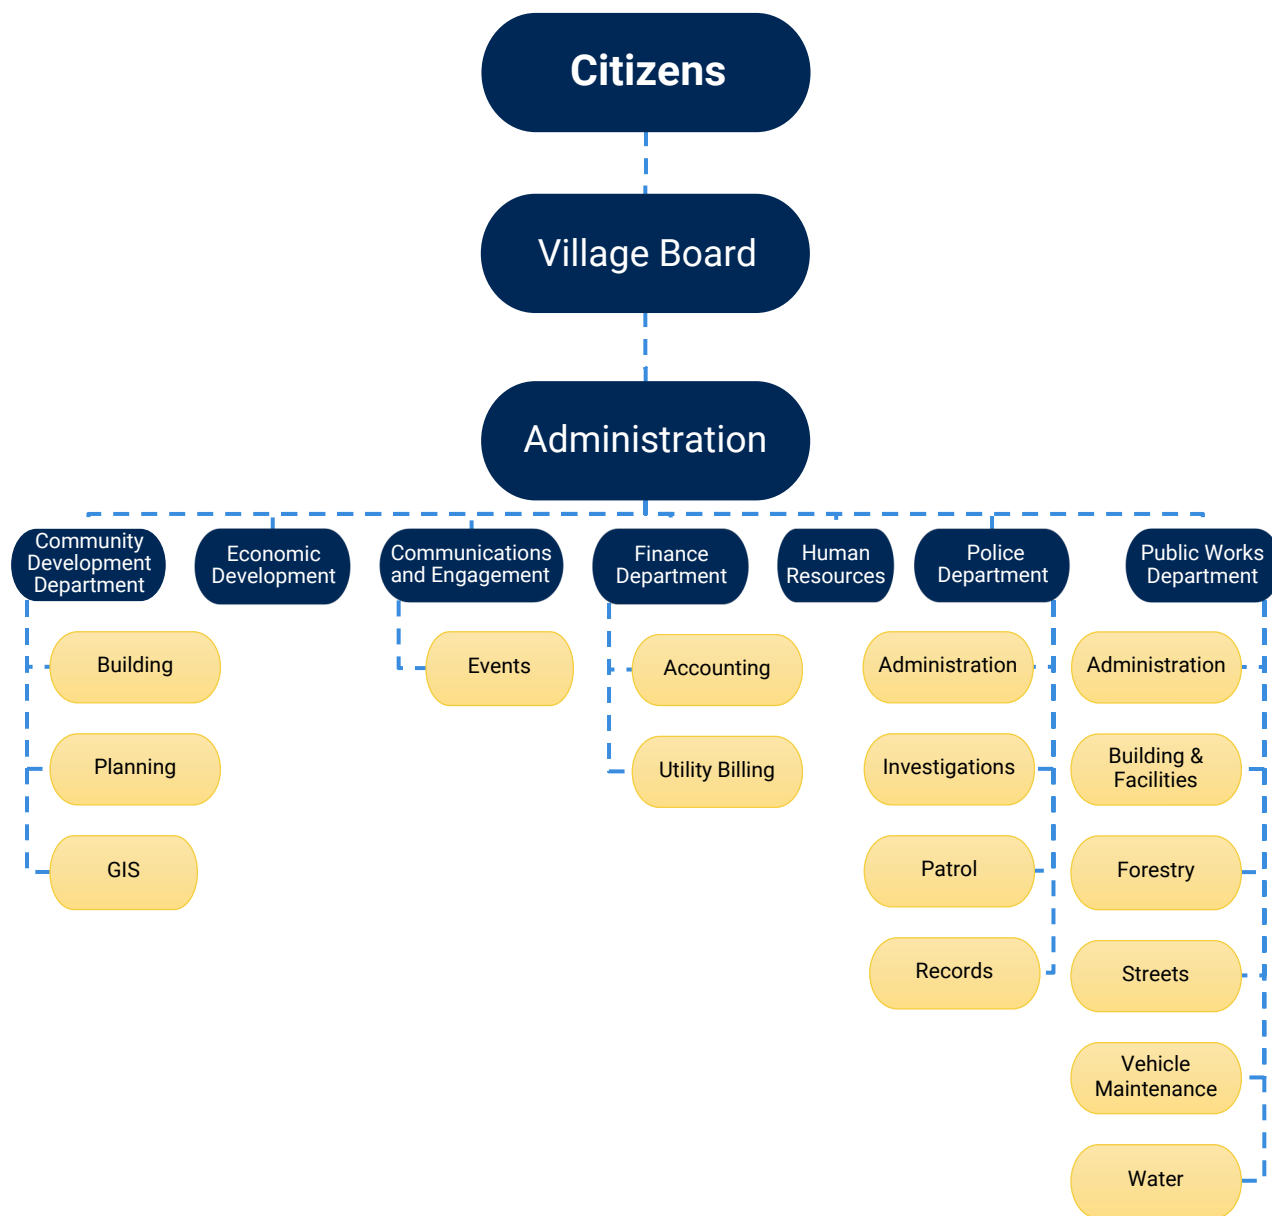 Citizens
Village Board
Administration
Community
Development
Department
Economic
Development
Communications
and Engagement
Finance
Department
Human
Resources
Police
Department
Public Works
Department
Building
Planning
GIS
Events
Accounting
Utility Billing
Administration
Investigations
Patrol
Records
Administration
Building &
Facilities
Forestry
Streets
Vehicle
Maintenance
Water